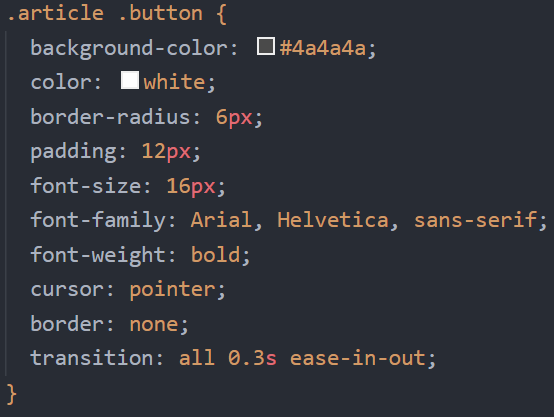 .article .button {
background-color: #4a4a4a;
color: white;
border-radius: 6px;
padding: 12px;
font-size: 16px;
font-family: Arial, Helvetica, sans-serif;
font-weight: bold;
cursor: pointer;
border: none;
transition: all 0.3s ease-in-out;
}